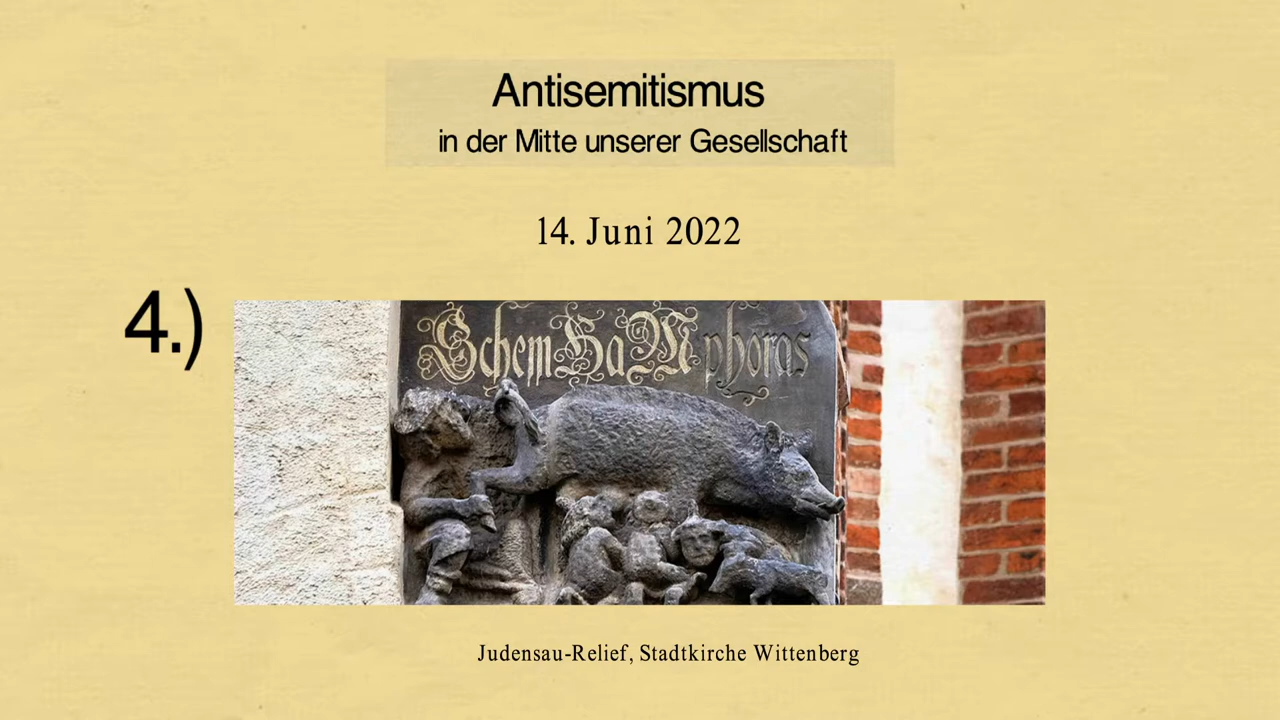 Antisemitismus
in der Mitte unserer Gesellschaft
14. Juni 2022
4.)
Schem Ha Mphoras
Judensau-Relief, Stadtkirche Wittenberg